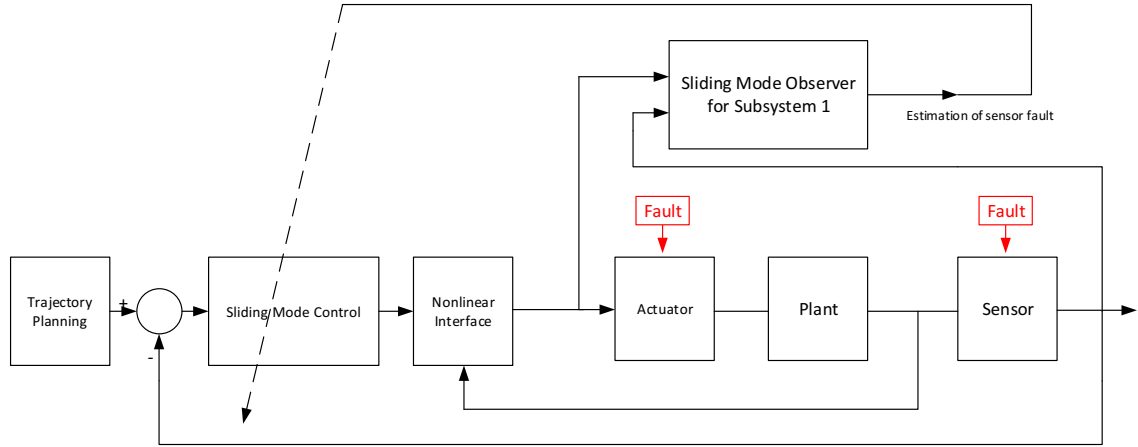 Sliding Mode Observer
for Subsystem 1
Estimation of sensor fault
Fault
Fault
Trajectory
Planning
+
-
Sliding Mode Control
Nonlinear
Interface
Actuator
Plant
Sensor